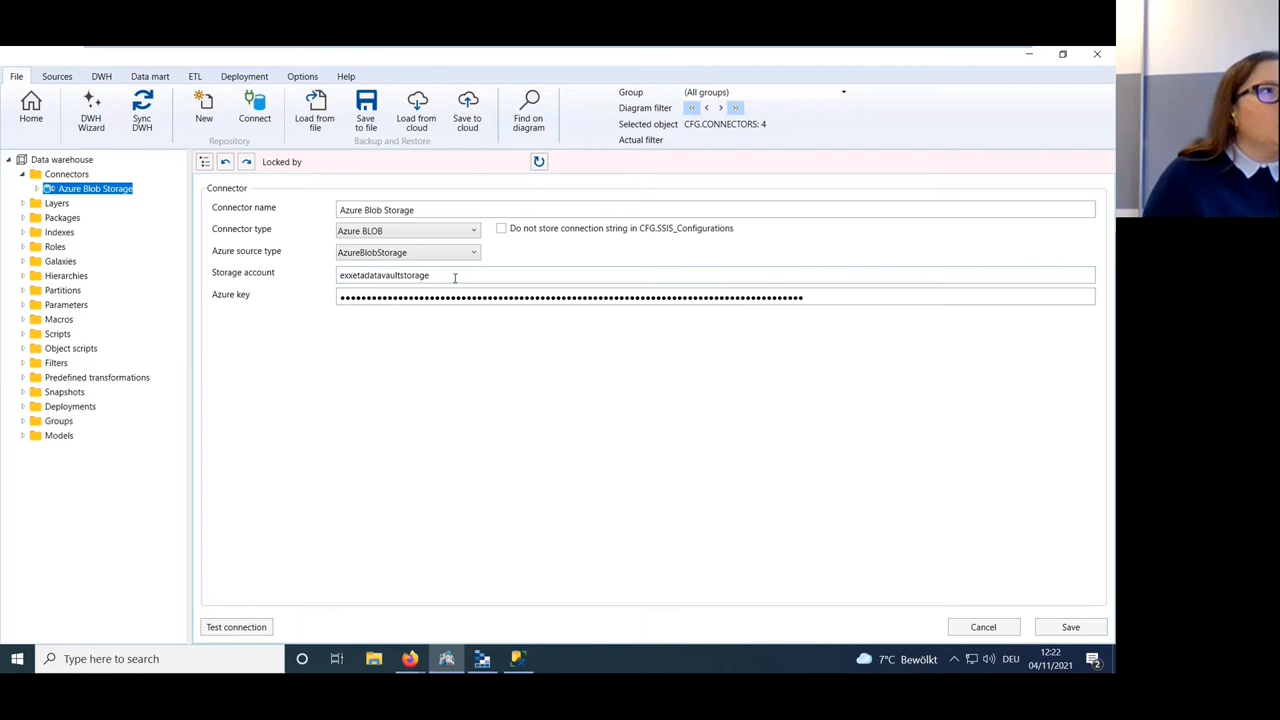 File Sources DWH Data mart ETL Deployment Options Help
Home
DWH Wizard
Sync DWH
New
Connect
Repository
Load from file
Save to file
Load from cloud
Save to cloud
Backup and Restore
Find on diagram
Group (All groups)
Diagram filter
Selected object CFG.CONNECTORS: 4
Actual filter
Data warehouse
Connectors
Azure Blob Storage
Layers
Packages
Indexes
Roles
Galaxies
Hierarchies
Partitions
Parameters
Macros
Scripts
Object scripts
Filters
Predefined transformations
Snapshots
Deployments
Groups
Models
Locked by
Connector
Connector name Azure Blob Storage
Connector type Azure BLOB Do not store connection string in CFG.SSIS_Configurations
Azure source type AzureBlobStorage
Storage account exxetadatavaultstorage
Azure key
Test connection Cancel Save
Type here to search
7°C Bewölkt DEU
12:22
04/11/2021
2